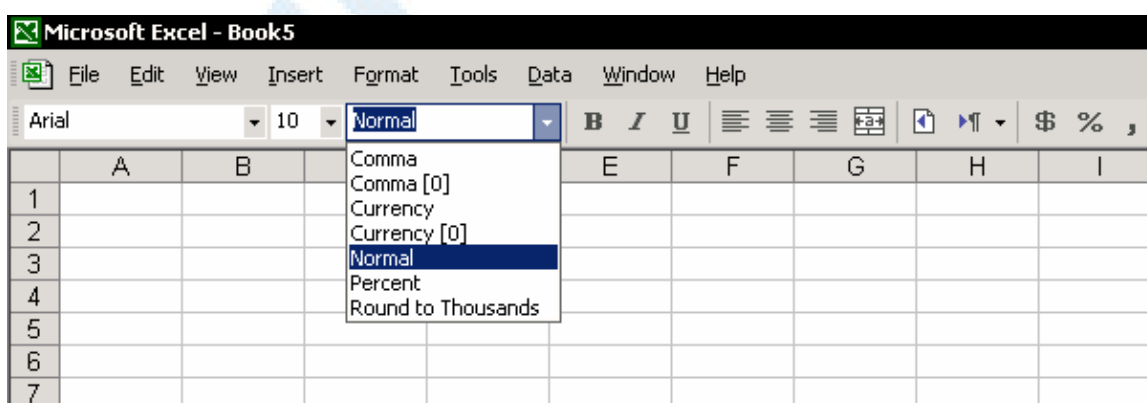 Microsoft Excel - Book5
File Edit View Insert Format Tools Data Window Help
Arial 10 Normal B I U a $ % ,
A B E F G H I
Comma
Comma [0]
Currency
Currency [0]
Normal
Percent
Round to Thousands
1
2
3
4
5
6
7